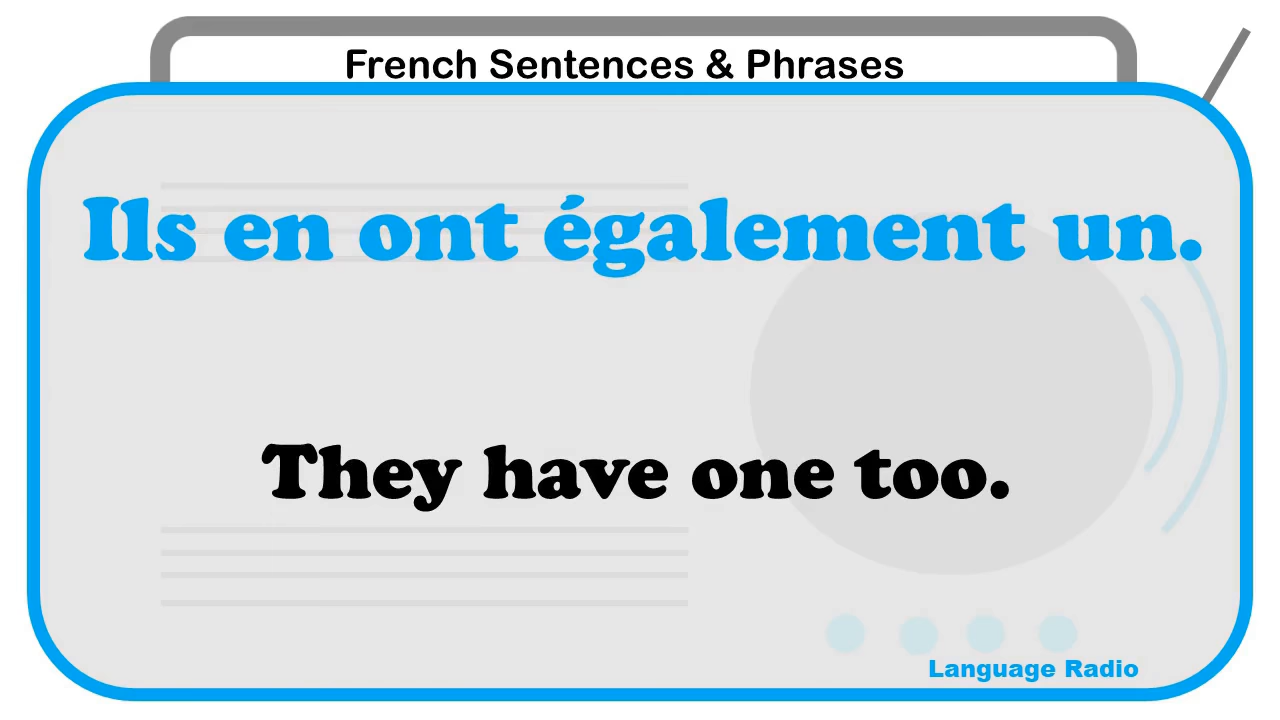 French Sentences & Phrases
Ils en ont également un.
They have one too.
Language Radio